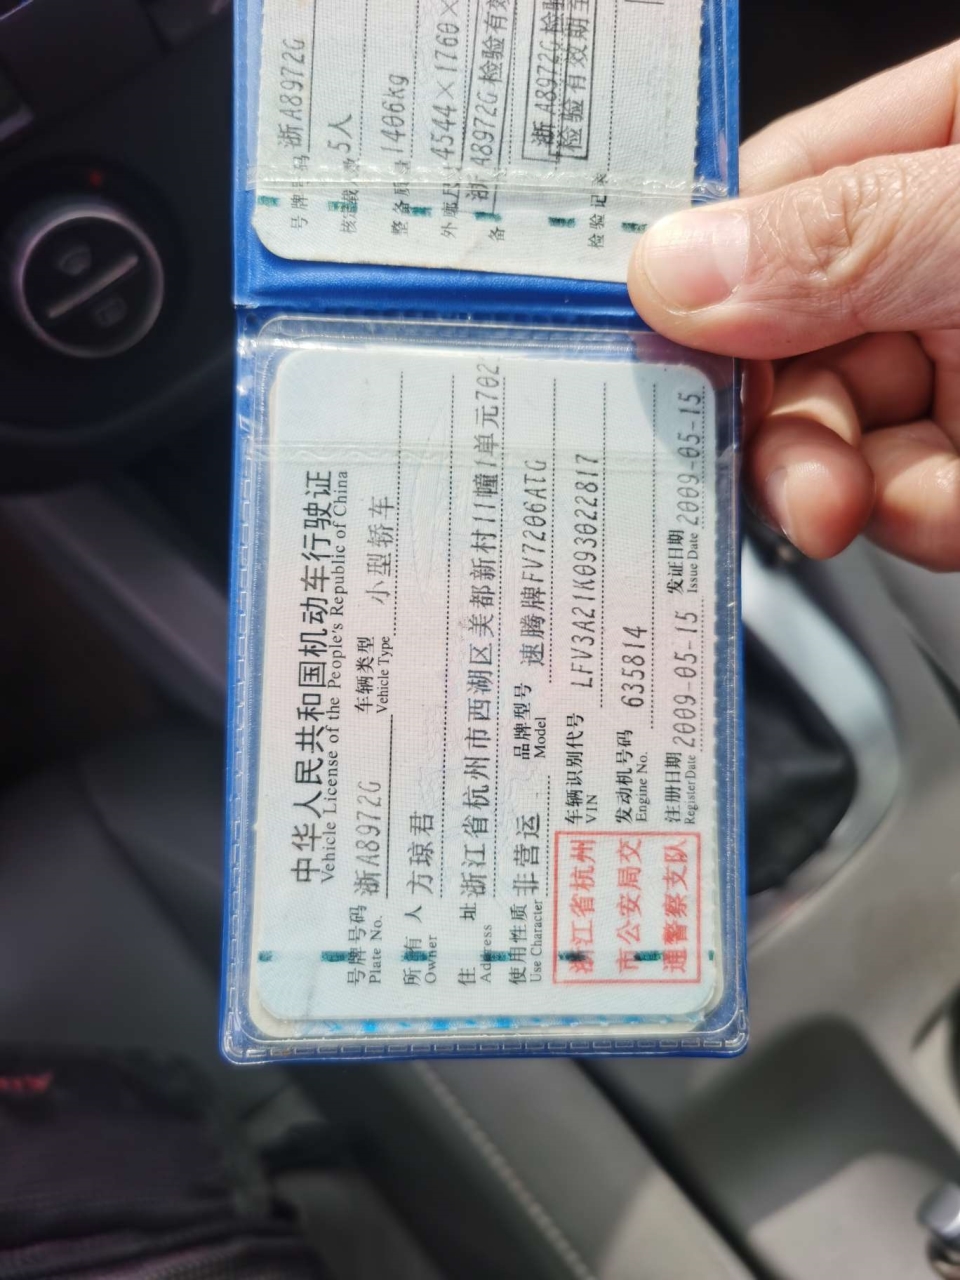 中华人民共和国机动车行驶证
Vehicle License of the People's Republic of China
号牌号码 浙A8972G 车辆类型 小型轿车
Plate No. Vehicle Type
所有人 方琼君
Owner
住址 浙江省杭州市西湖区美都新村11幢1单元702
Address
使用性质 非营运 品牌型号 速腾牌FV7206ATG
Use Character Model
浙江省杭州
市公安局交
通警察支队
车辆识别代号 LFV3A21K093022817
VIN
发动机号码 635814
Engine No.
注册日期 2009-05-15 发证日期 2009-05-15
Register Date Issue Date
号牌号码 浙A8972G
核定载人数 5人
整备质量 1406kg
外廓尺寸 4544×1760×
备 浙A8972G检验有效
浙A8972G检验
检验有效期至
检验记录